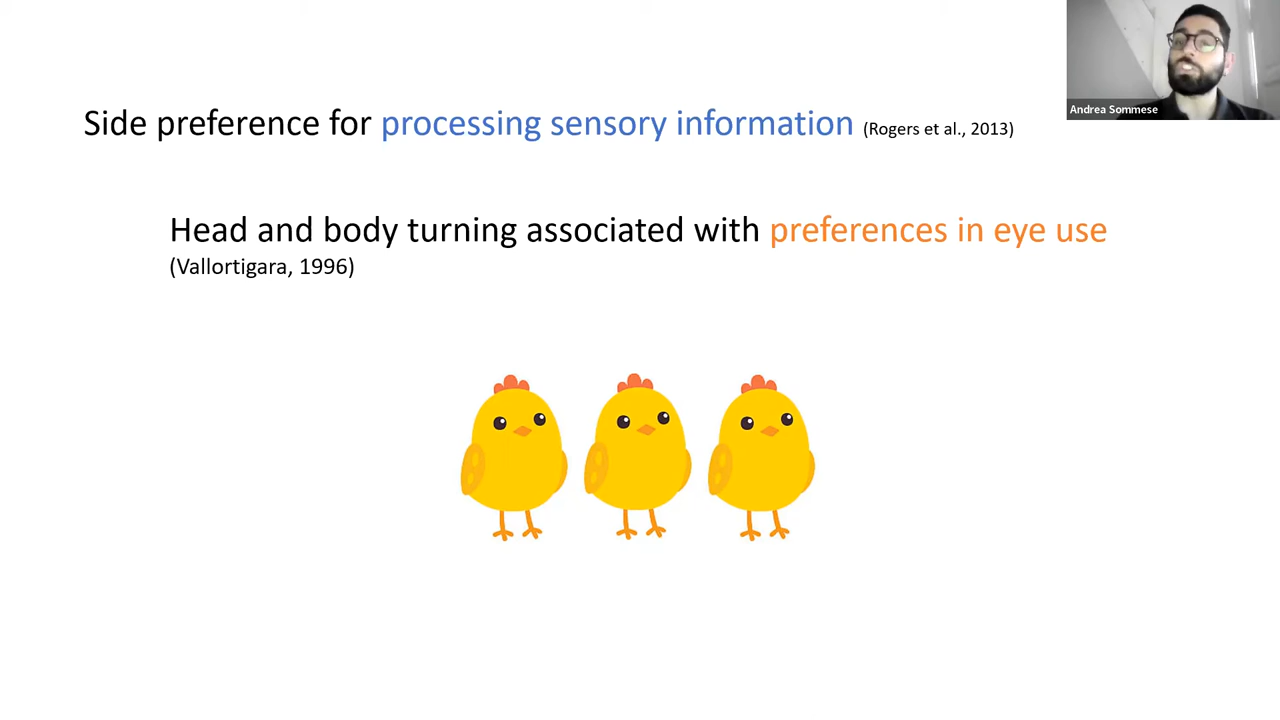 Side preference for processing sensory information (Rogers et al., 2013)
Head and body turning associated with preferences in eye use
(Vallortigara, 1996)
Andrea Sommese